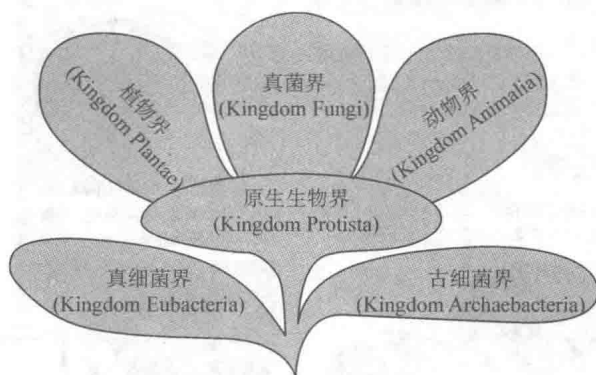 植物界
(Kingdom Plantae)
真菌界
(Kingdom Fungi)
动物界
(Kingdom Animalia)
原生生物界
(Kingdom Protista)
真细菌界
(Kingdom Eubacteria)
古细菌界
(Kingdom Archaebacteria)